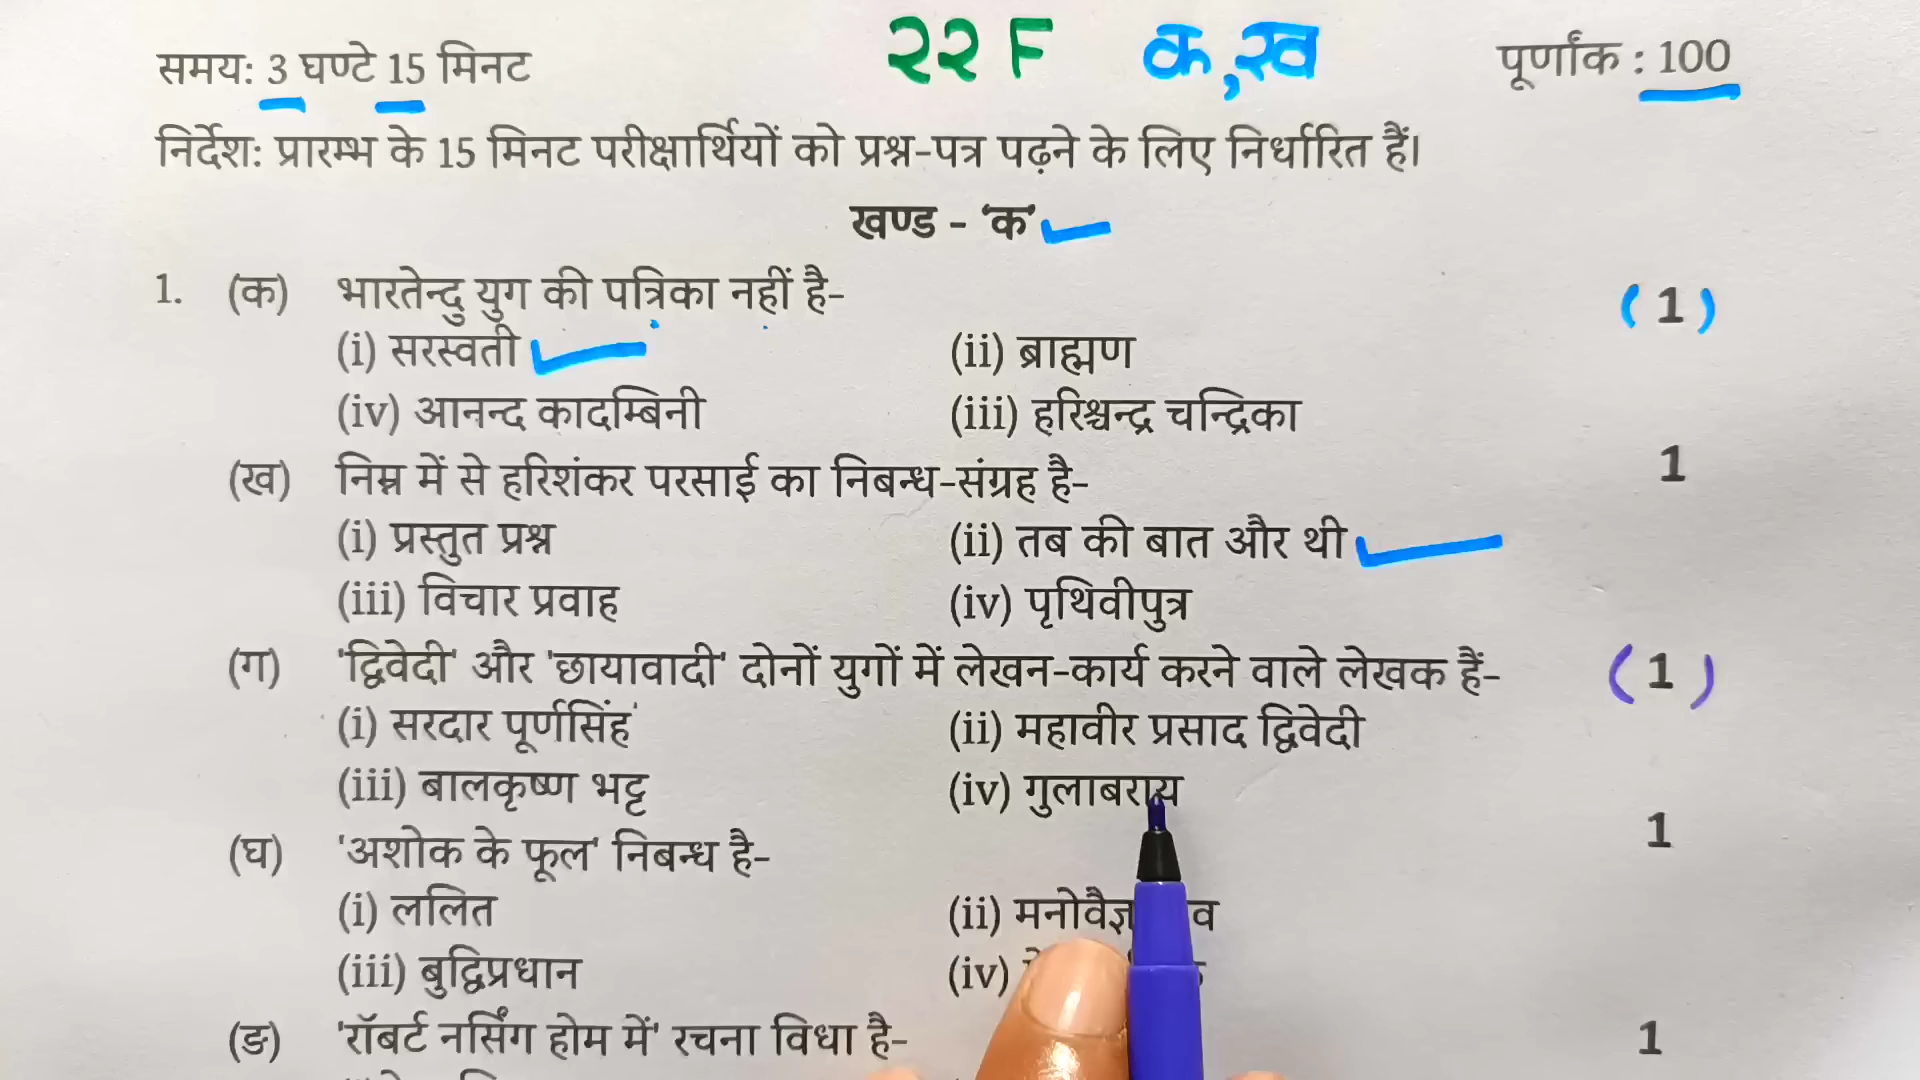 २२ F क,ख
समय: 3 घण्टे 15 मिनट पूर्णांक : 100
निर्देश: प्रारम्भ के 15 मिनट परीक्षार्थियों को प्रश्न-पत्र पढ़ने के लिए निर्धारित हैं।
खण्ड - 'क'
1. (क) भारतेन्दु युग की पत्रिका नहीं है- (1)
(i) सरस्वती (ii) ब्राह्मण
(iv) आनन्द कादम्बिनी (iii) हरिश्चन्द्र चन्द्रिका
(ख) निम्न में से हरिशंकर परसाई का निबन्ध-संग्रह है- 1
(i) प्रस्तुत प्रश्न (ii) तब की बात और थी
(iii) विचार प्रवाह (iv) पृथिवीपुत्र
(ग) 'द्विवेदी' और 'छायावादी' दोनों युगों में लेखन-कार्य करने वाले लेखक हैं- (1)
(i) सरदार पूर्णसिंह (ii) महावीर प्रसाद द्विवेदी
(iii) बालकृष्ण भट्ट (iv) गुलाबराय
(घ) 'अशोक के फूल' निबन्ध है- 1
(i) ललित (ii)
(iii) बुद्धिप्रधान (iv)
(ङ) 'रॉबर्ट नर्सिंग होम में' रचना विधा है- 1